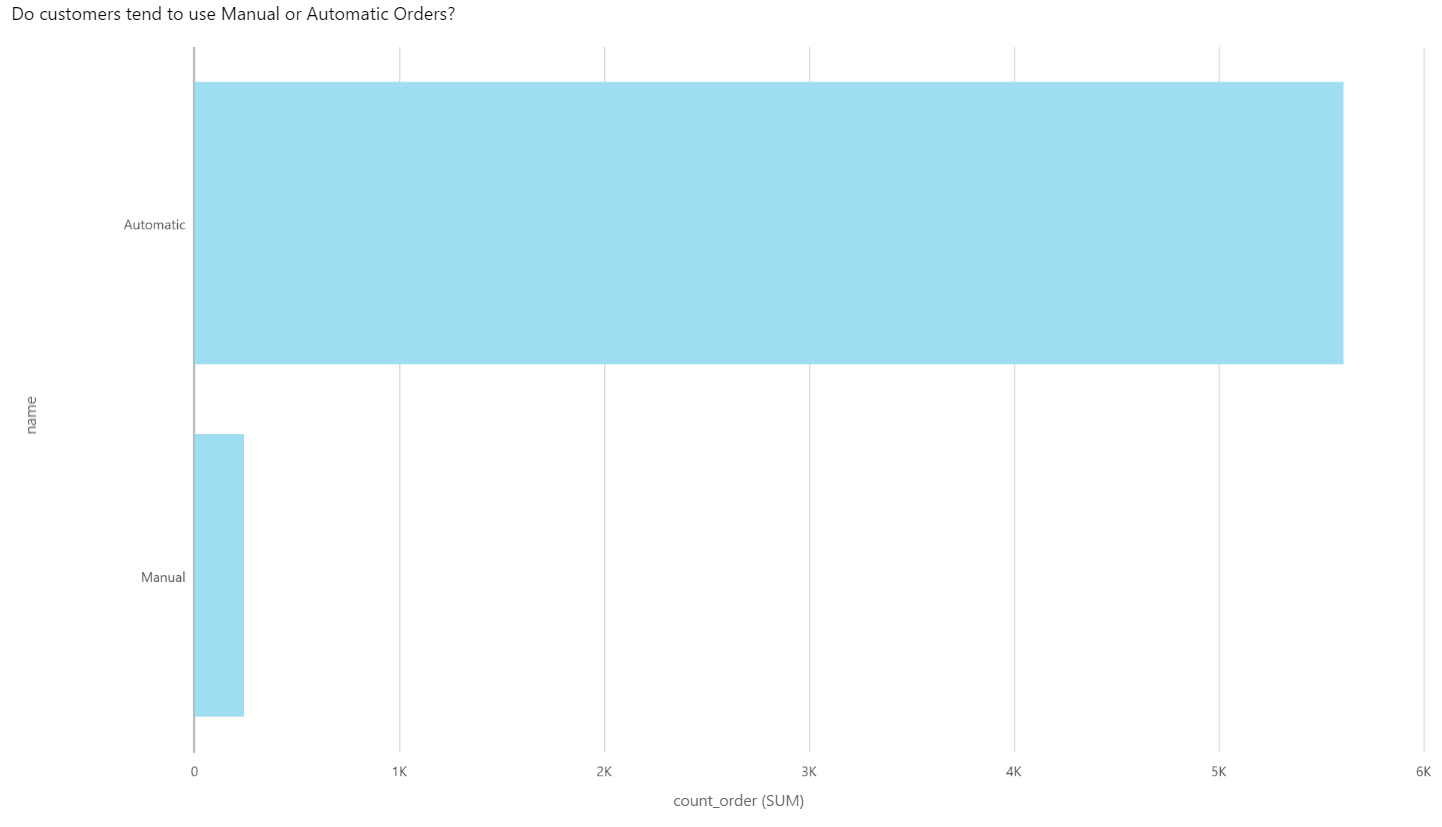 Do customers tend to use Manual or Automatic Orders?
Automatic
name
Manual
0 1K 2K 3K 4K 5K 6K
count_order (SUM)